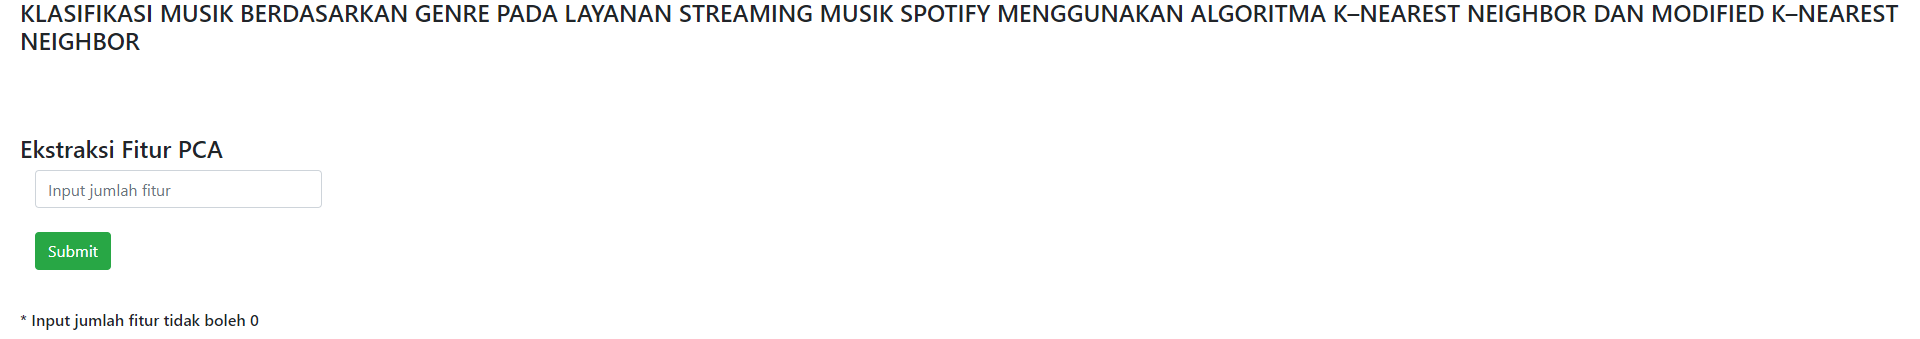 KLASIFIKASI MUSIK BERDASARKAN GENRE PADA LAYANAN STREAMING MUSIK SPOTIFY MENGGUNAKAN ALGORITMA K–NEAREST NEIGHBOR DAN MODIFIED K–NEAREST
NEIGHBOR
Ekstraksi Fitur PCA
Input jumlah fitur
Submit
* Input jumlah fitur tidak boleh 0